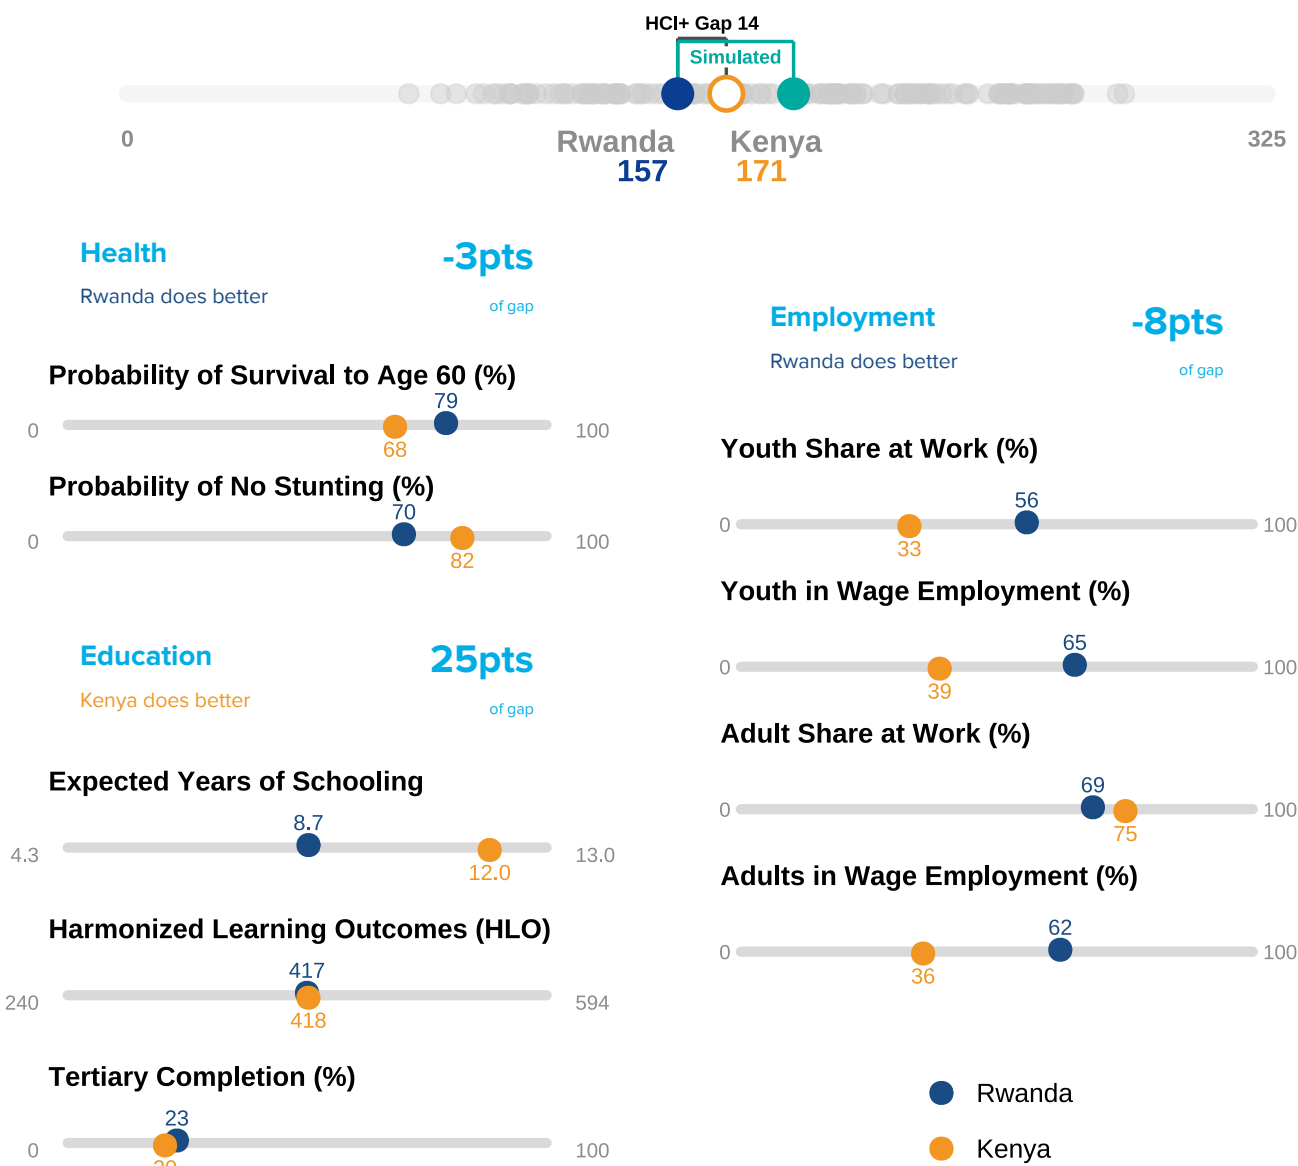 HCI+ Gap 14
Simulated
0
325
Rwanda
Kenya
157
171
Health
-3pts
Rwanda does better
of gap
Probability of Survival to Age 60 (%)
79
0
100
68
Probability of No Stunting (%)
70
0
100
82
Education
25pts
Kenya does better
of gap
Expected Years of Schooling
8.7
4.3
13.0
12.0
Harmonized Learning Outcomes (HLO)
417
240
594
418
Tertiary Completion (%)
23
0
100
Employment
-8pts
Rwanda does better
of gap
Youth Share at Work (%)
56
0
100
33
Youth in Wage Employment (%)
65
0
100
39
Adult Share at Work (%)
69
0
100
75
Adults in Wage Employment (%)
62
0
100
36
Rwanda
Kenya